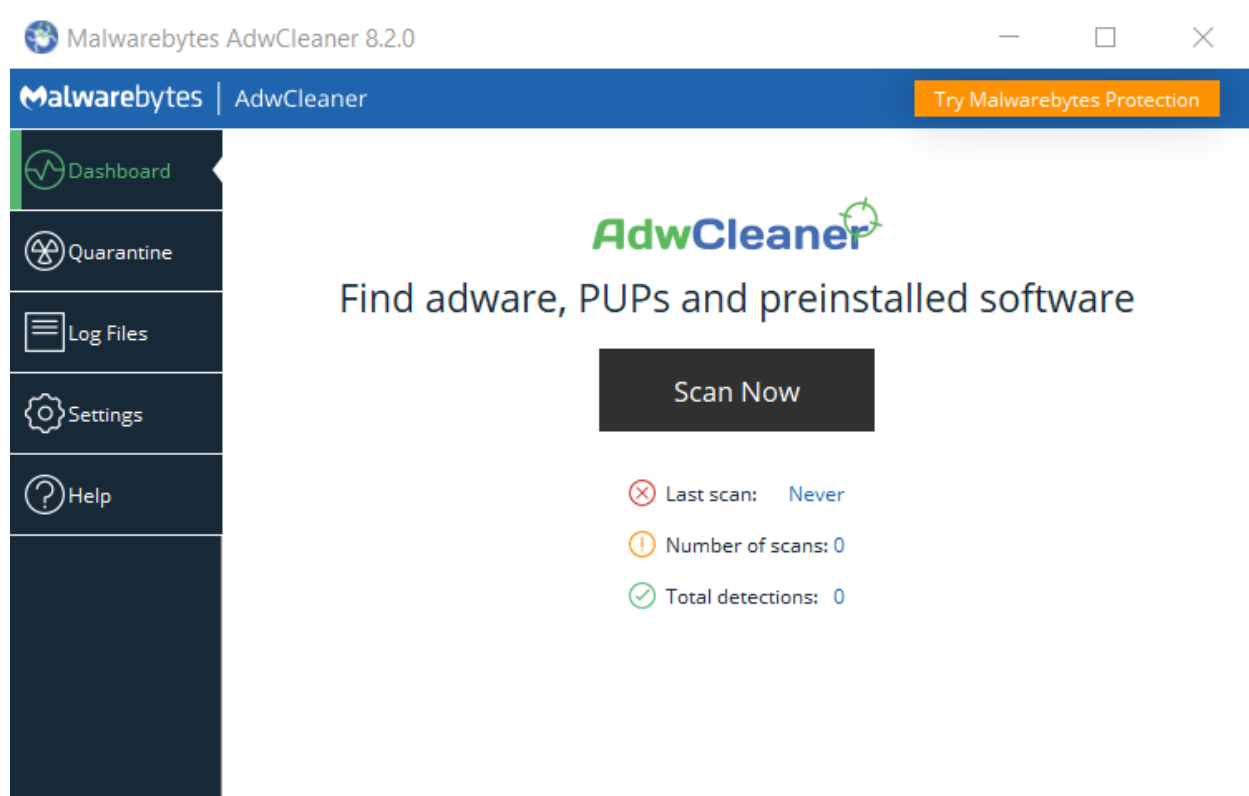 Malwarebytes AdwCleaner 8.2.0
Malwarebytes | AdwCleaner
Try Malwarebytes Protection
Dashboard
Quarantine
Log Files
Settings
Help
AdwCleaner
Find adware, PUPs and preinstalled software
Scan Now
Last scan: Never
Number of scans: 0
Total detections: 0